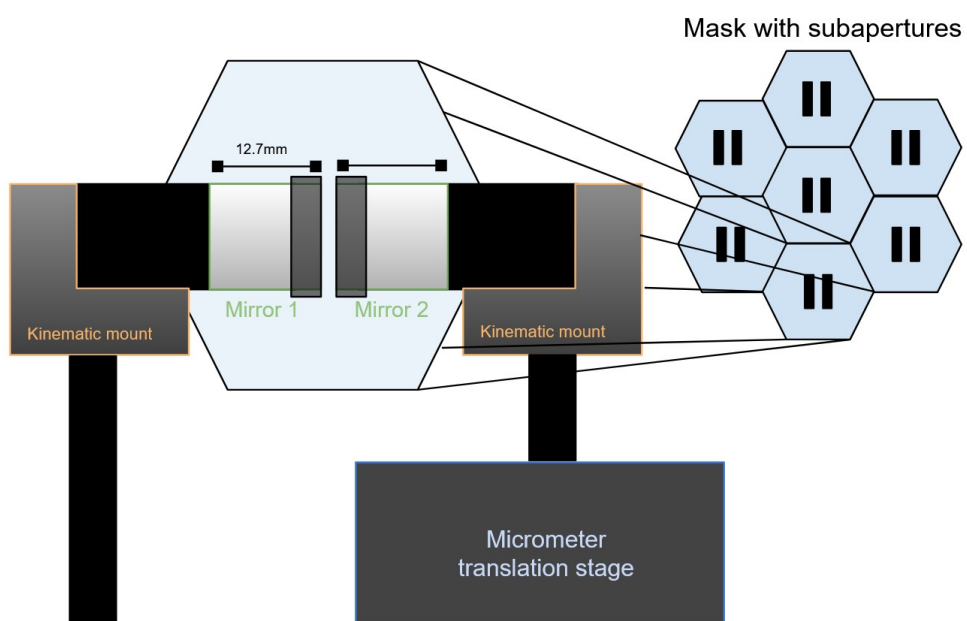 Mask with subapertures
12.7mm
Mirror 1
Mirror 2
Kinematic mount
Kinematic mount
Micrometer
translation stage